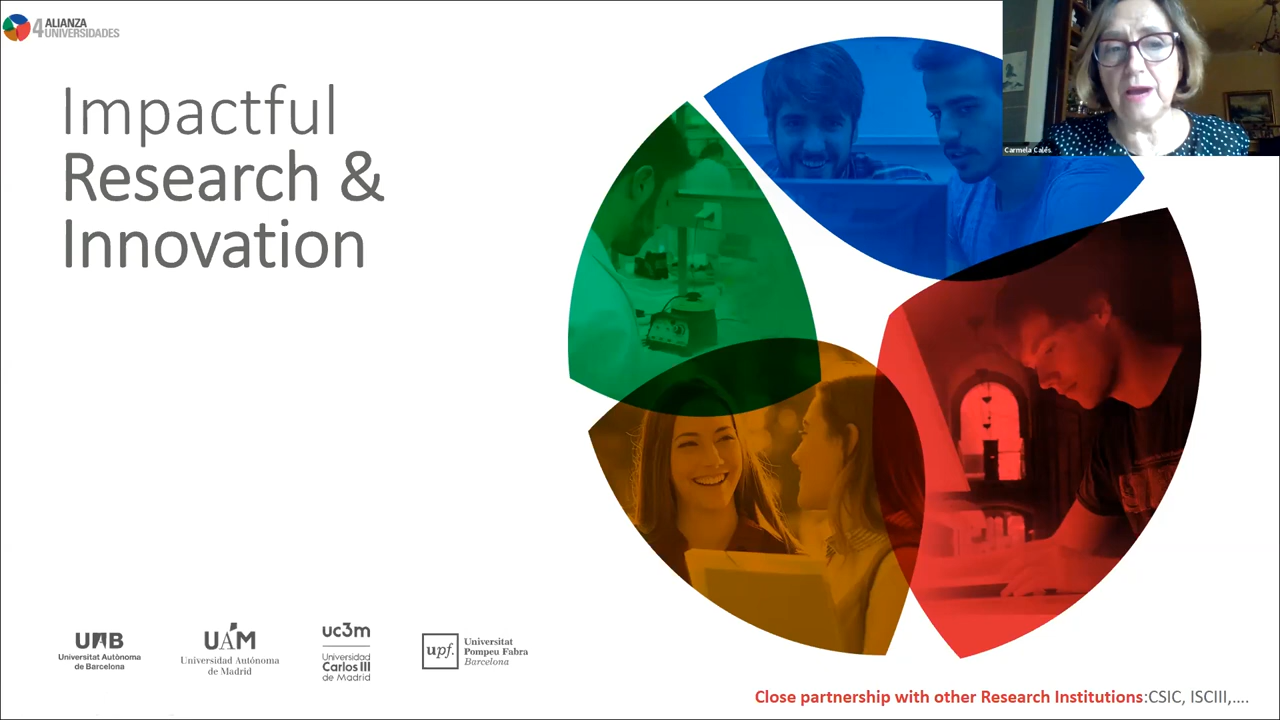 4 ALIANZA
UNIVERSIDADES
Impactful
Research &
Innovation
Carmela Calés
UAB
Universitat Autònoma
de Barcelona
UAM
Universidad Autónoma
de Madrid
uc3m
Universidad
Carlos III
de Madrid
upf.
Universitat
Pompeu Fabra
Barcelona
Close partnership with other Research Institutions:CSIC, ISCIII,....